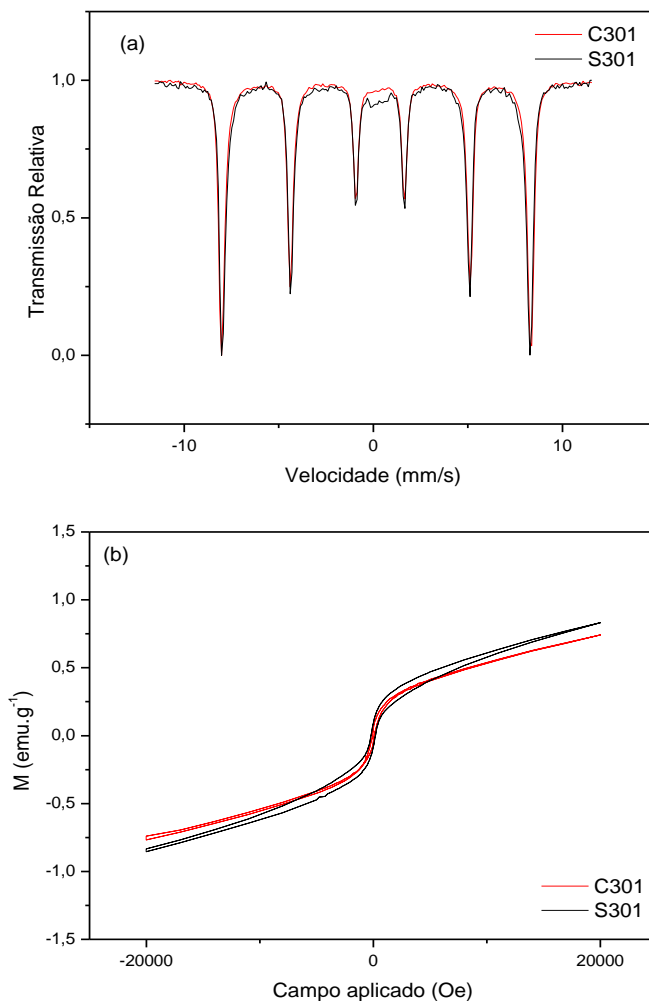 (a)
C301
S301
1,0
0,5
0,0
Transmissão Relativa
-10
0
10
Velocidade (mm/s)
(b)
1,5
1,0
0,5
0,0
-0,5
-1,0
-1,5
M (emu.g⁻¹)
C301
S301
-20000
0
20000
Campo aplicado (Oe)